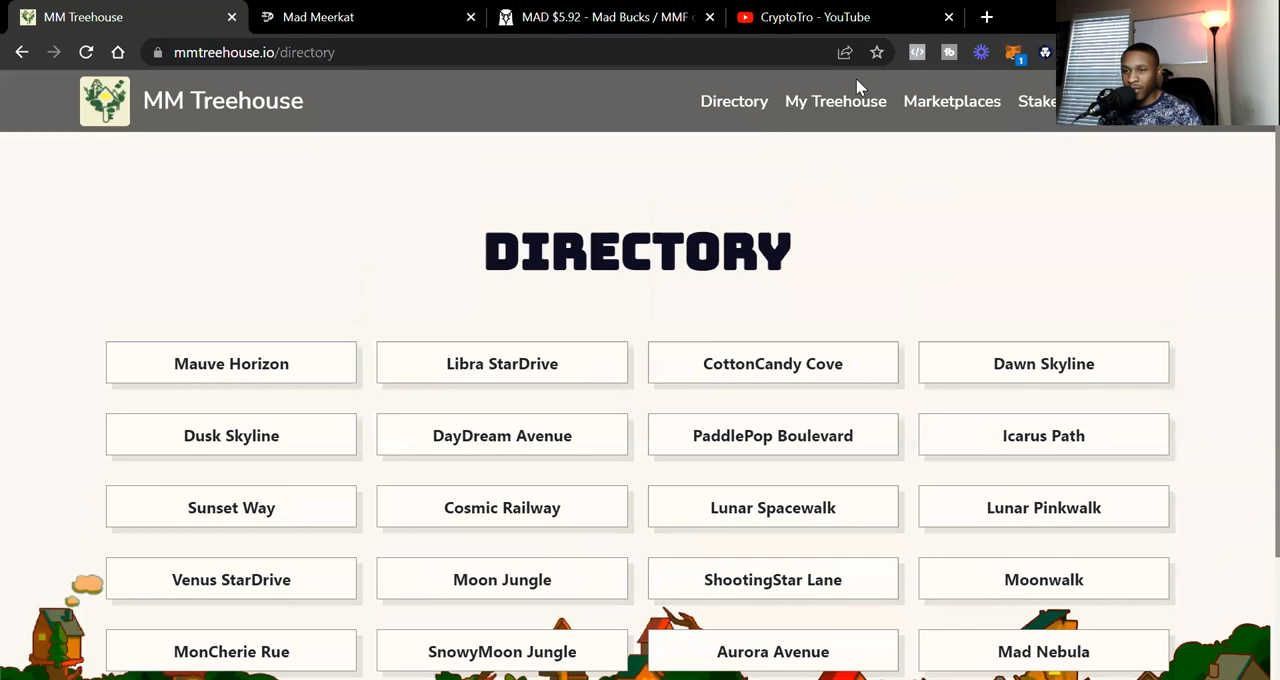 MM Treehouse
Mad Meerkat
MAD $5.92 - Mad Bucks / MMF
CryptoTro - YouTube
mmtreehouse.io/directory
1
MM Treehouse
Directory
My Treehouse
Marketplaces
Stake
DIRECTORY
Mauve Horizon
Libra StarDrive
CottonCandy Cove
Dawn Skyline
Dusk Skyline
DayDream Avenue
PaddlePop Boulevard
Icarus Path
Sunset Way
Cosmic Railway
Lunar Spacewalk
Lunar Pinkwalk
Venus StarDrive
Moon Jungle
ShootingStar Lane
Moonwalk
MonCherie Rue
SnowyMoon Jungle
Aurora Avenue
Mad Nebula